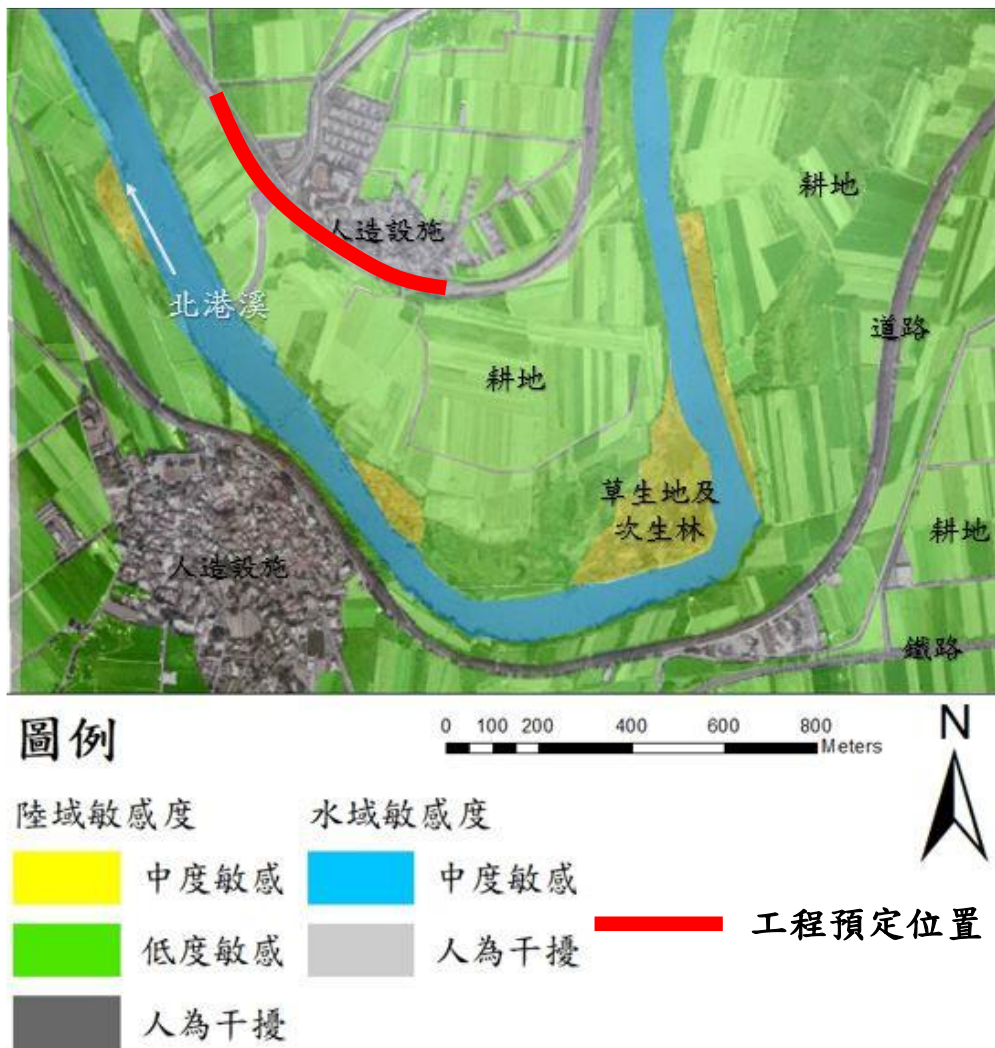 耕地
人造設施
北港溪
道路
耕地
草生地及
次生林
耕地
人造設施
鐵路
圖例
0 100 200 400 600 800
Meters
N
陸域敏感度
水域敏感度
中度敏感
中度敏感
工程預定位置
低度敏感
人為干擾
人為干擾